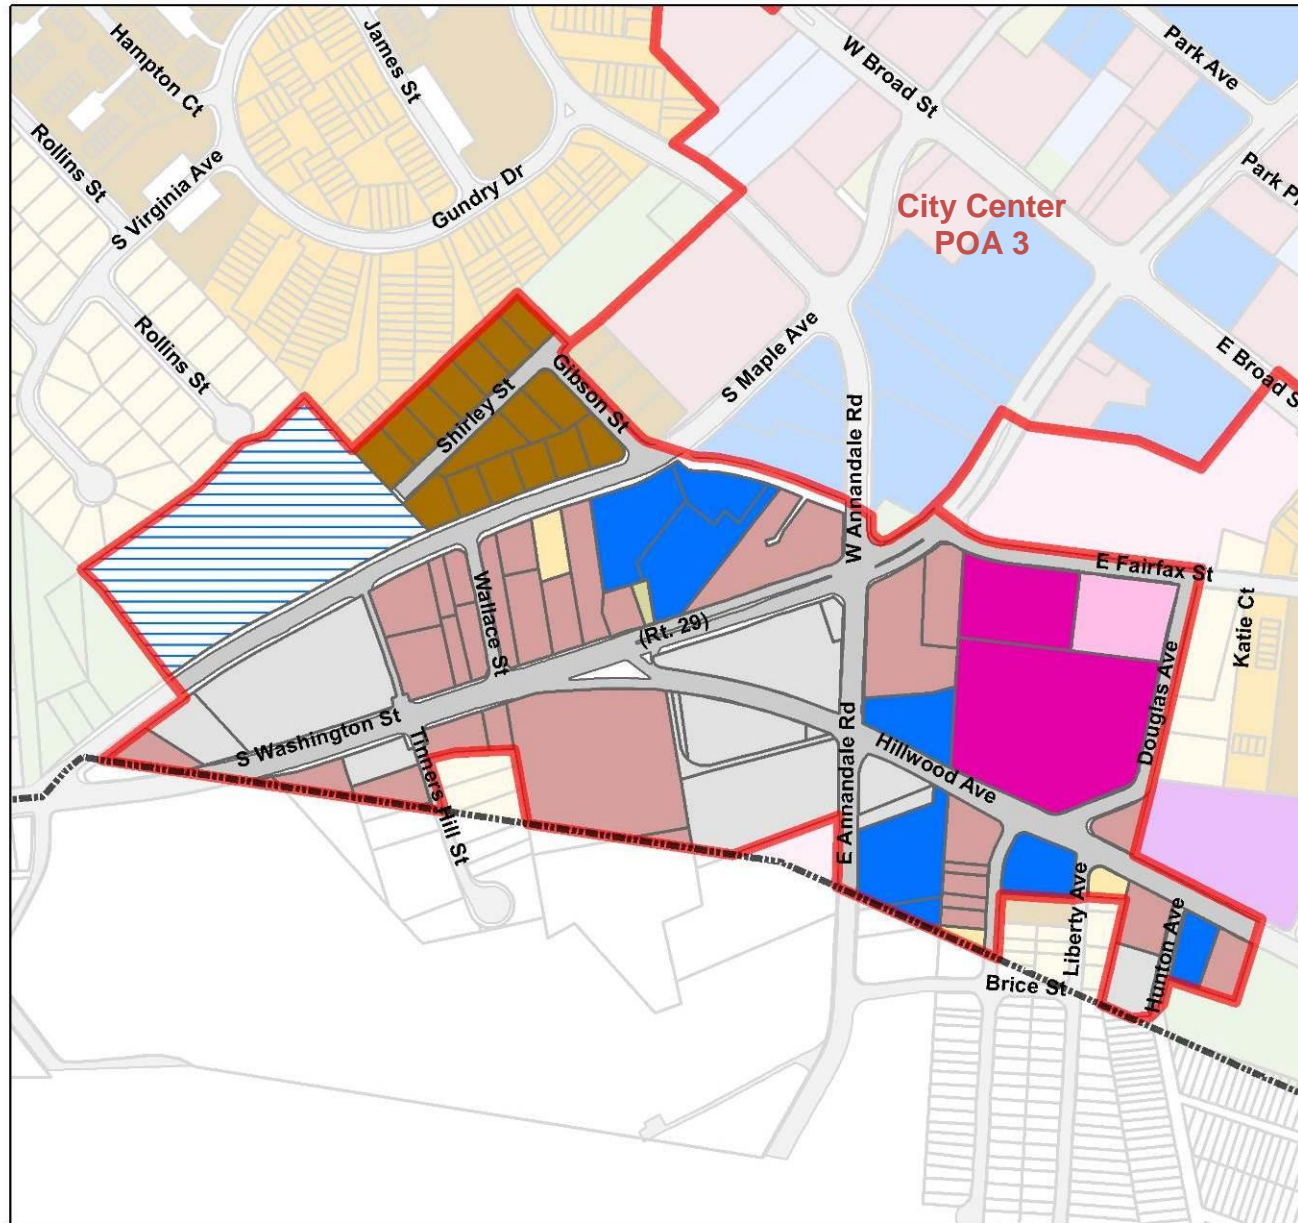 Hampton Ct
James St
W Broad St
Park Ave
Rollins St
S Virginia Ave
Gundry Dr
Park Pl
City Center
POA 3
Rollins St
S Maple Ave
E Broad S
Gibson St
Shirley St
W Annandale Rd
E Fairfax St
Wallace St
(Rt. 29)
Katie Ct
S Washington St
Tinners Hill St
Douglas Ave
E Annandale Rd
Hillwood Ave
Liberty Ave
Hunton Ave
Brice St